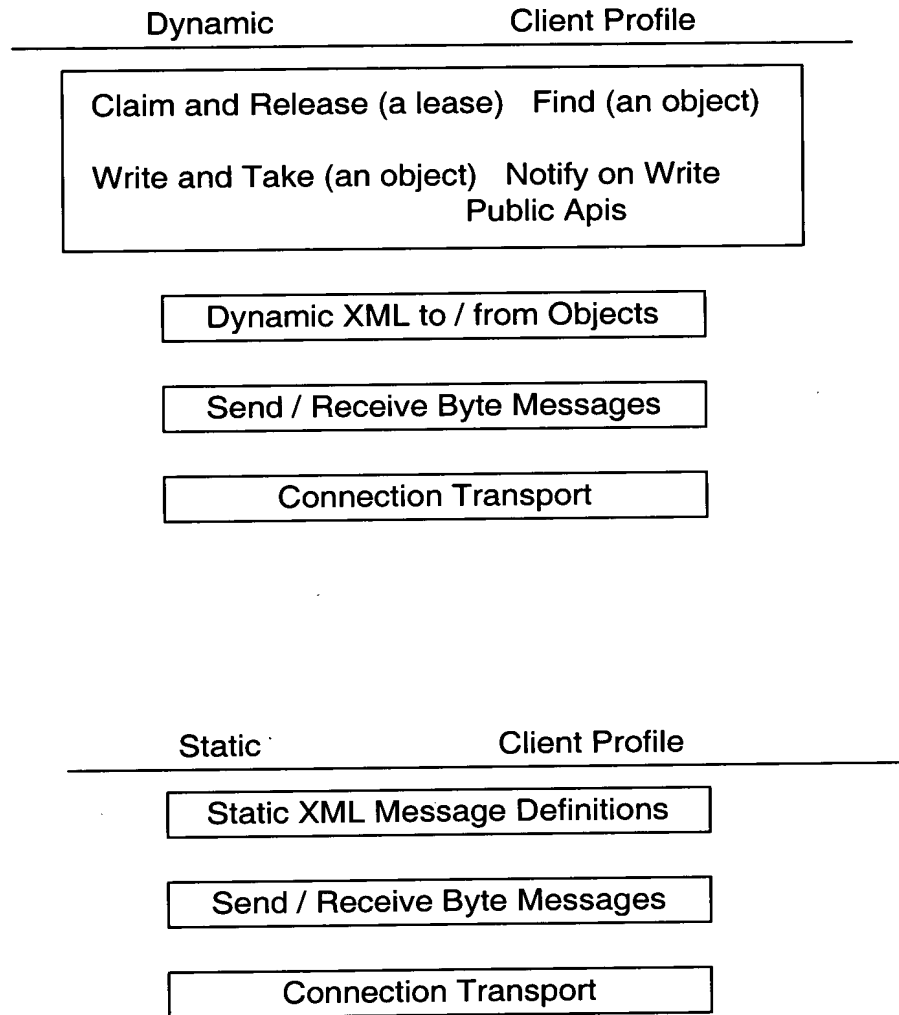 Dynamic Client Profile
Claim and Release (a lease) Find (an object)
Write and Take (an object) Notify on Write
Public Apis
Dynamic XML to / from Objects
Send / Receive Byte Messages
Connection Transport
Static Client Profile
Static XML Message Definitions
Send / Receive Byte Messages
Connection Transport